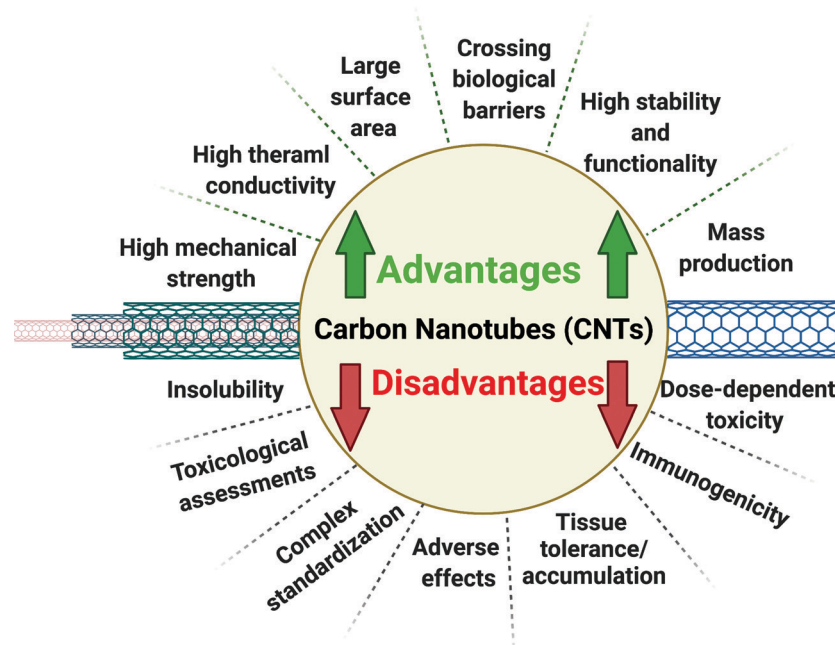 Crossing
biological
barriers
Large
surface
area
High stability
and
functionality
High theraml
conductivity
High mechanical
strength
Mass
production
Advantages
Carbon Nanotubes (CNTs)
Disadvantages
Insolubility
Toxicological
assessments
Complex
standardization
Adverse
effects
Tissue
tolerance/
accumulation
Immunogenicity
Dose-dependent
toxicity